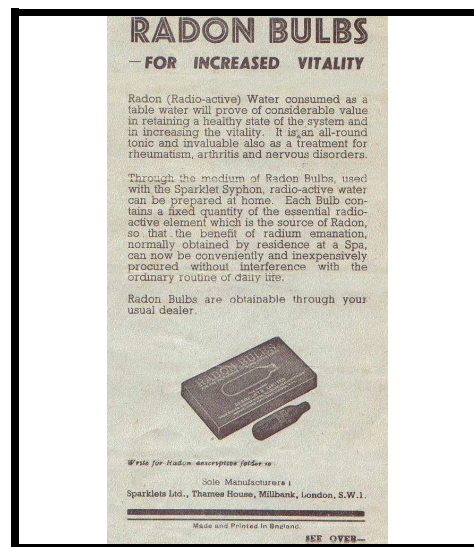 RADON BULBS
—FOR INCREASED VITALITY
Radon (Radio-active) Water consumed as a
table water will prove of considerable value
in retaining a healthy state of the system and
in increasing the vitality. It is an all-round
tonic and invaluable also as a treatment for
rheumatism, arthritis and nervous disorders.
Through the medium of Radon Bulbs, used
with the Sparklet Syphon, radio-active water
can be prepared at home. Each Bulb con-
tains a fixed quantity of the essential radio-
active element which is the source of Radon,
so that the benefit of radium emanation,
normally obtained by residence at a Spa,
can now be conveniently and inexpensively
procured without interference with the
ordinary routine of daily life.
Radon Bulbs are obtainable through your
usual dealer.
RADON BULBS
Write for Radon descriptive folder to
Sole Manufacturers :
Sparklets Ltd., Thames House, Millbank, London, S.W.1.
Made and Printed in England.
SEE OVER—